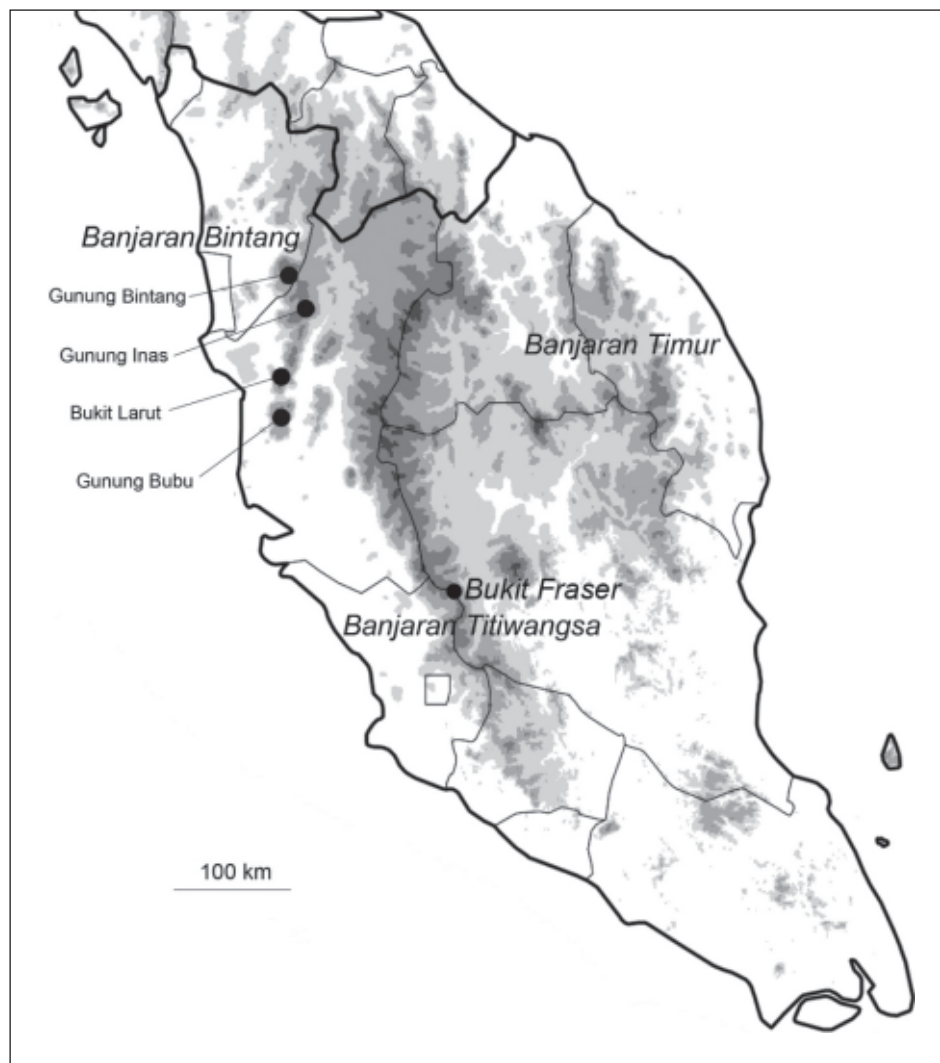 Banjaran Bintang
Gunung Bintang
Gunung Inas
Banjaran Timur
Bukit Larut
Gunung Bubu
Bukit Fraser
Banjaran Titiwangsa
100 km